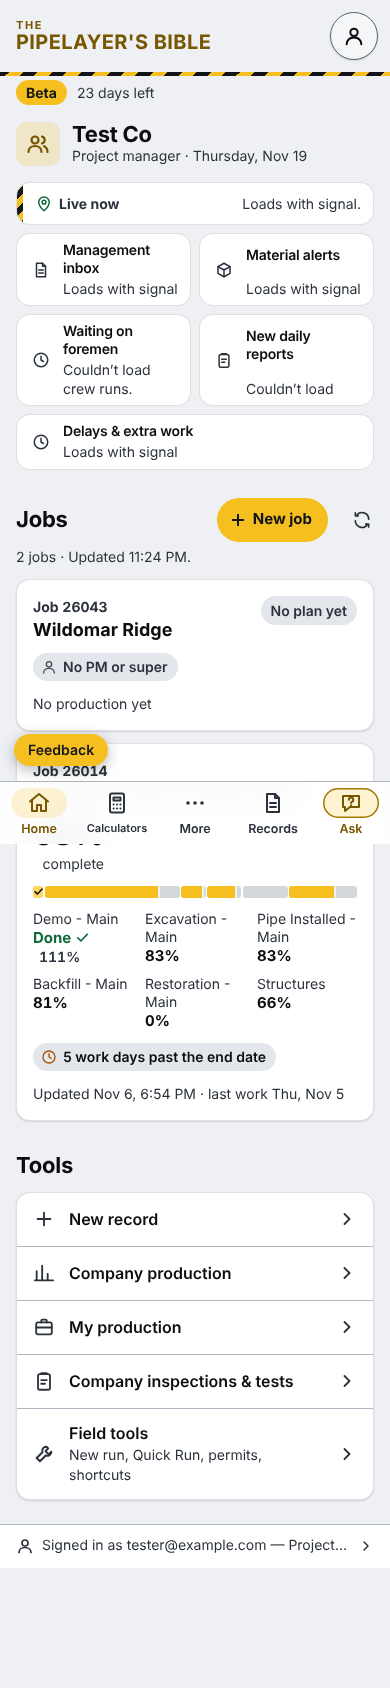 THE
PIPELAYER'S BIBLE
Beta 23 days left
Test Co
Project manager · Thursday, Nov 19
Live now Loads with signal.
Management
inbox
Loads with signal
Material alerts
Loads with signal
Waiting on
foremen
Couldn't load
crew runs.
New daily
reports
Couldn't load
Delays & extra work
Loads with signal
Jobs
New job
2 jobs · Updated 11:24 PM.
Job 26043
No plan yet
Wildomar Ridge
No PM or super
No production yet
Feedback
Job 26014
Home Calculators More Records Ask
complete
Demo - Main
Done
111%
Excavation -
Main
83%
Pipe Installed -
Main
83%
Backfill - Main
81%
Restoration -
Main
0%
Structures
66%
5 work days past the end date
Updated Nov 6, 6:54 PM · last work Thu, Nov 5
Tools
New record
Company production
My production
Company inspections & tests
Field tools
New run, Quick Run, permits,
shortcuts
Signed in as tester@example.com — Project...